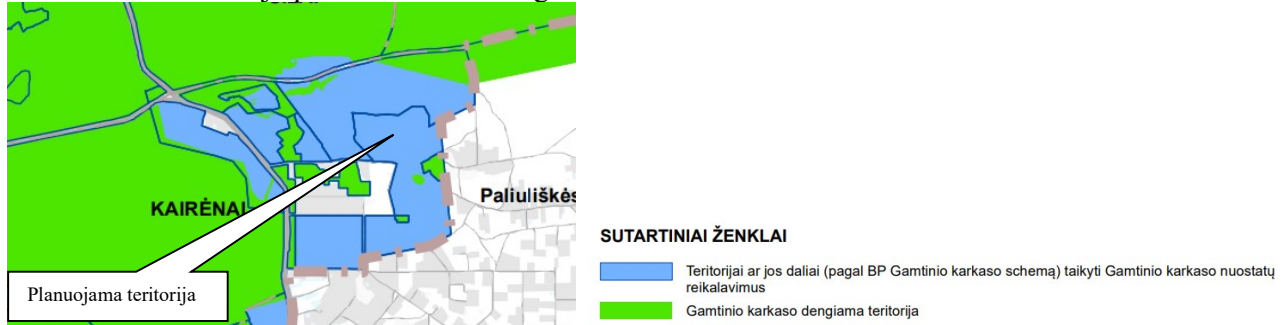 KAIRĖNAI
Paliuliškės
Planuojama teritorija
SUTARTINIAI ŽENKLAI
Teritorijai ar jos daliai (pagal BP Gamtinio karkaso schemą) taikyti Gamtinio karkaso nuostatų
reikalavimus
Gamtinio karkaso dengiama teritorija